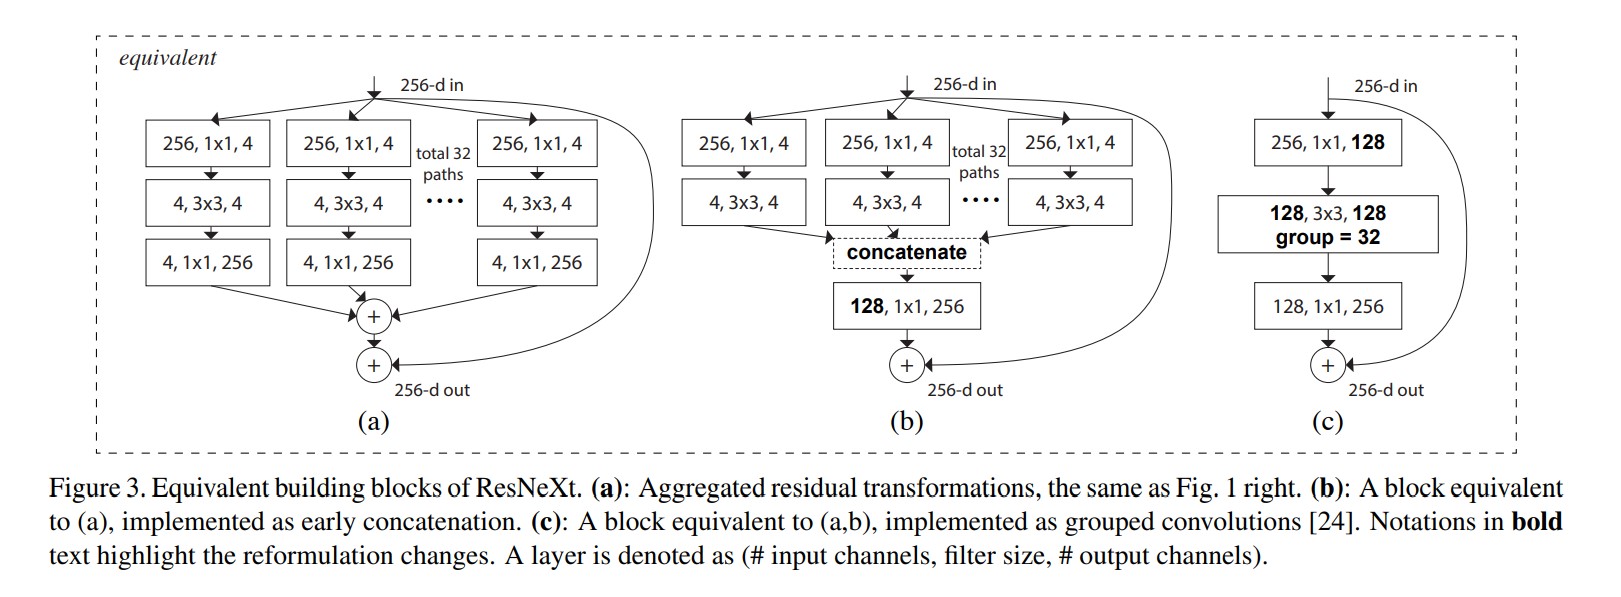 equivalent
256-d in
256, 1x1, 4
256, 1x1, 4
total 32
paths
....
256, 1x1, 4
4, 3x3, 4
4, 3x3, 4
4, 3x3, 4
4, 1x1, 256
4, 1x1, 256
4, 1x1, 256
+
+
256-d out
(a)
256-d in
256, 1x1, 4
256, 1x1, 4
total 32
paths
....
256, 1x1, 4
4, 3x3, 4
4, 3x3, 4
4, 3x3, 4
concatenate
128, 1x1, 256
+
256-d out
(b)
256-d in
256, 1x1, 128
128, 3x3, 128
group = 32
128, 1x1, 256
+
256-d out
(c)
Figure 3. Equivalent building blocks of ResNeXt. (a): Aggregated residual transformations, the same as Fig. 1 right. (b): A block equivalent
to (a), implemented as early concatenation. (c): A block equivalent to (a,b), implemented as grouped convolutions [24]. Notations in bold
text highlight the reformulation changes. A layer is denoted as (# input channels, filter size, # output channels).